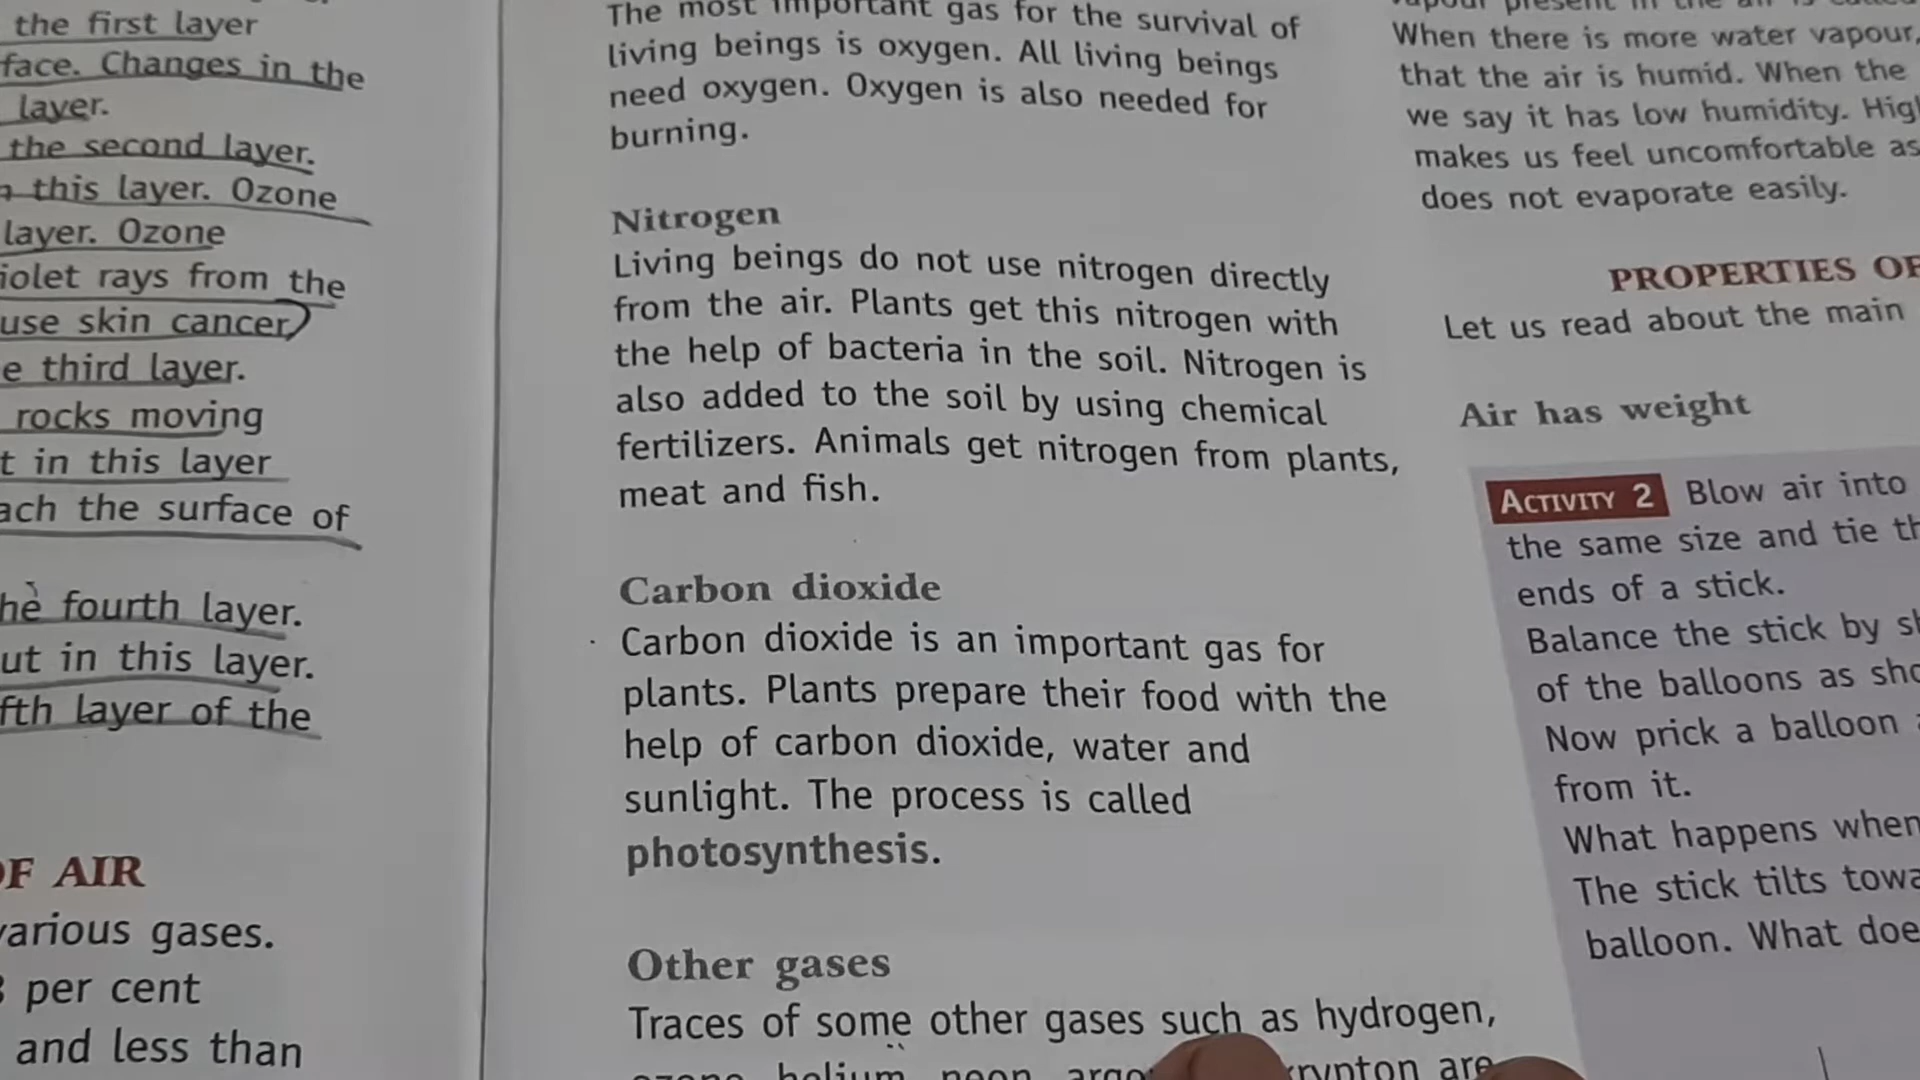 the first layer
face. Changes in the
layer.
the second layer.
this layer. Ozone
layer. Ozone
violet rays from the
use skin cancer
third layer.
rocks moving
in this layer
the surface of
fourth layer.
in this layer.
layer of the
OF AIR
various gases.
per cent
and less than
The most important gas for the survival of
living beings is oxygen. All living beings
need oxygen. Oxygen is also needed for
burning.
Nitrogen
Living beings do not use nitrogen directly
from the air. Plants get this nitrogen with
the help of bacteria in the soil. Nitrogen is
also added to the soil by using chemical
fertilizers. Animals get nitrogen from plants,
meat and fish.
Carbon dioxide
Carbon dioxide is an important gas for
plants. Plants prepare their food with the
help of carbon dioxide, water and
sunlight. The process is called
photosynthesis.
Other gases
Traces of some other gases such as hydrogen,
ozone, helium, neon, krypton are
present in the air is
When there is more water vapour,
that the air is humid. When the
we say it has low humidity.
makes us feel uncomfortable as
does not evaporate easily.
PROPERTIES OF
Let us read about the main
Air has weight
ACTIVITY 2 Blow air into
the same size and tie
ends of a stick.
Balance the stick by
of the balloons as
Now prick a balloon
from it.
What happens when
The stick tilts
balloon. What